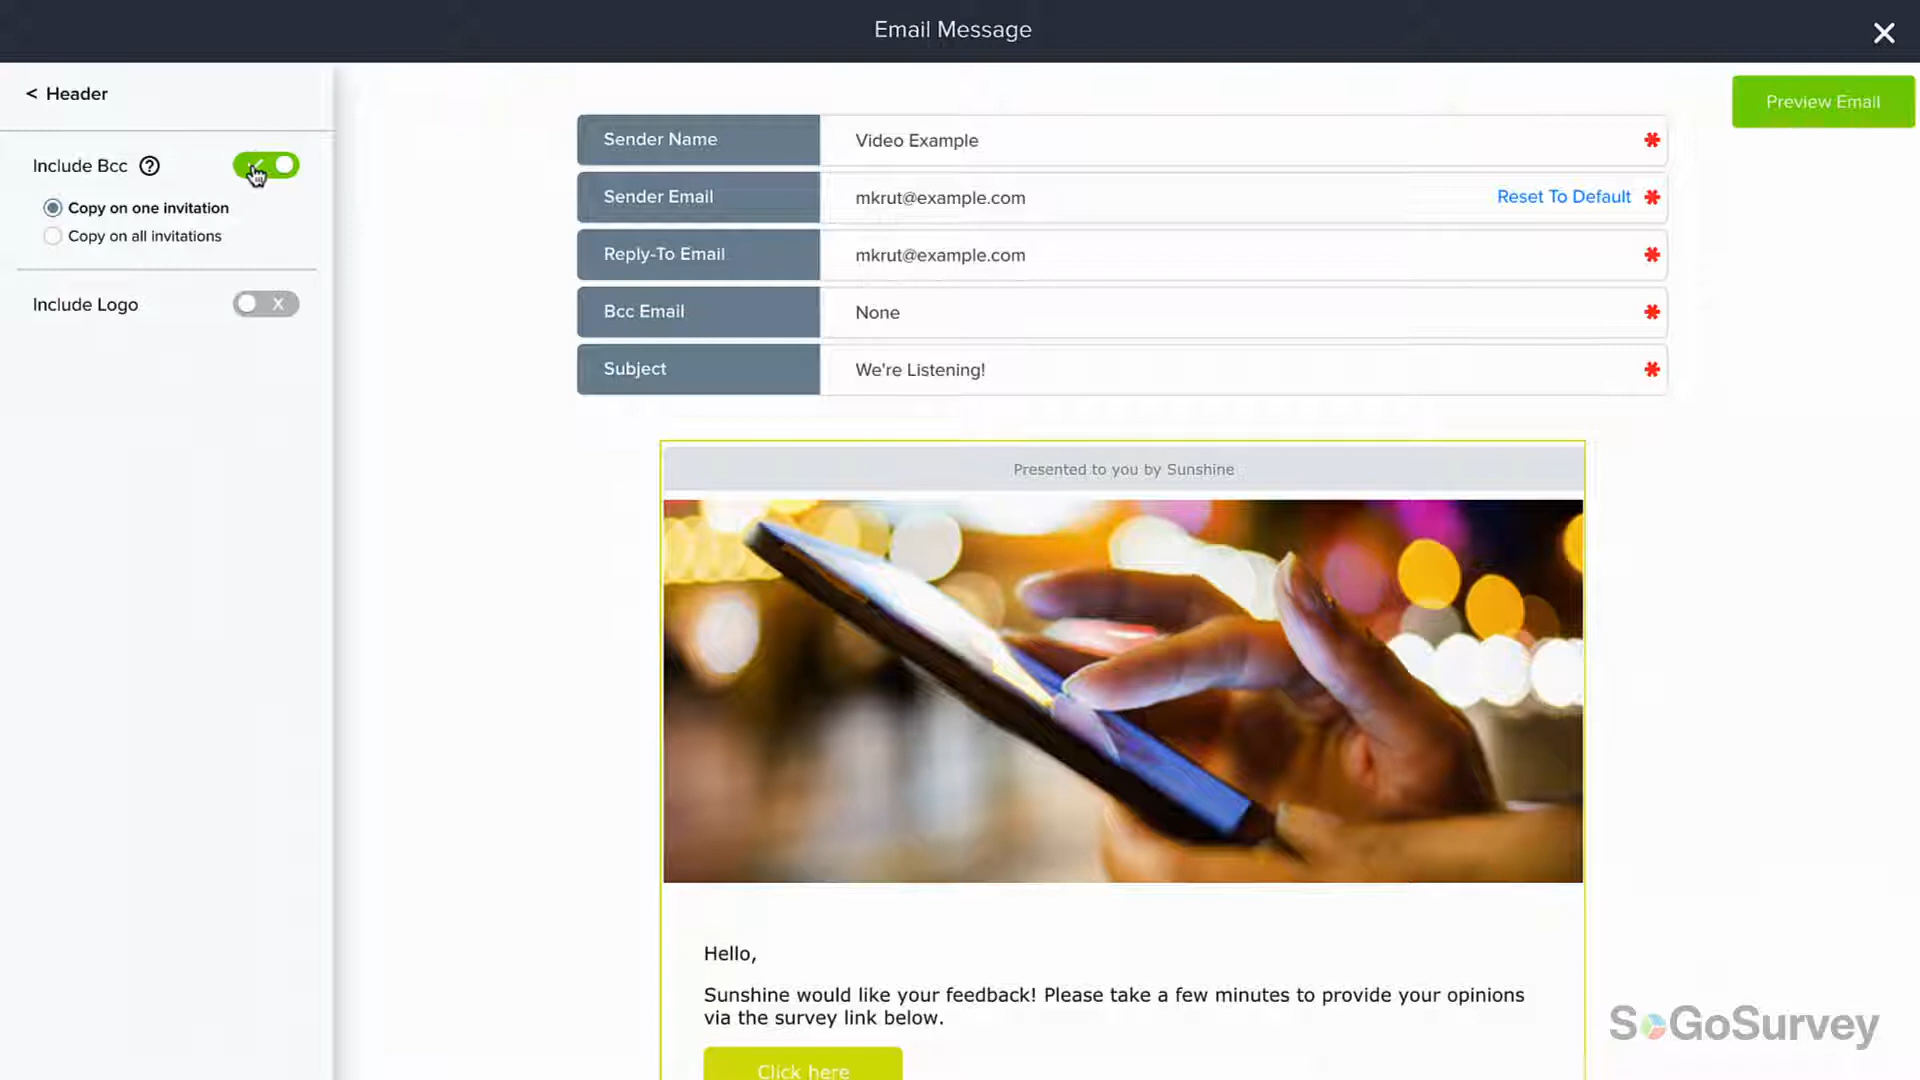 Email Message
< Header
Preview Email
Include Bcc ?
Copy on one invitation
Copy on all invitations
Include Logo
X
Sender Name Video Example *
Sender Email mkrut@example.com Reset To Default *
Reply-To Email mkrut@example.com *
Bcc Email None *
Subject We're Listening! *
Presented to you by Sunshine
Hello,
Sunshine would like your feedback! Please take a few minutes to provide your opinions
via the survey link below.
Click here
SoGoSurvey